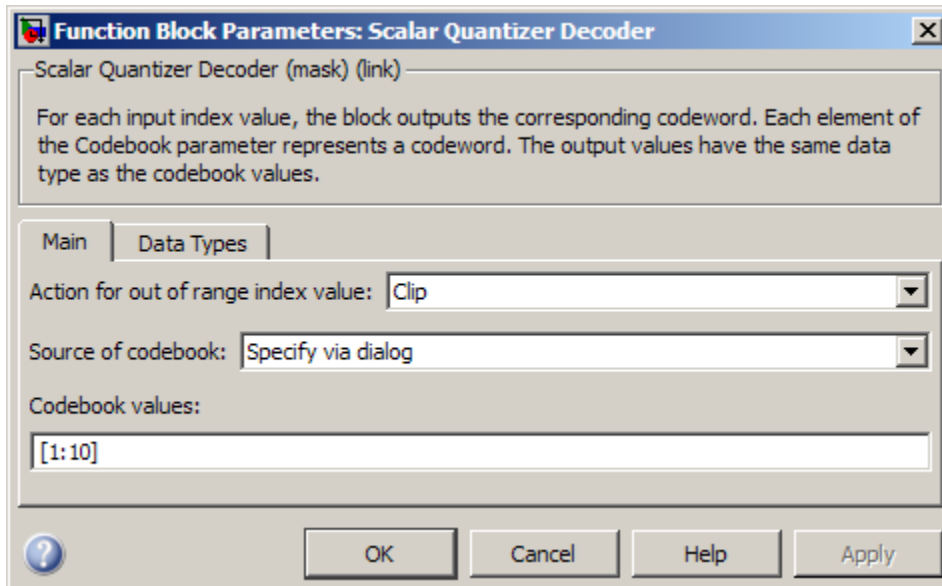 Function Block Parameters: Scalar Quantizer Decoder
Scalar Quantizer Decoder (mask) (link)
For each input index value, the block outputs the corresponding codeword. Each element of
the Codebook parameter represents a codeword. The output values have the same data
type as the codebook values.
Main Data Types
Action for out of range index value: Clip
Source of codebook: Specify via dialog
Codebook values:
[1:10]
OK Cancel Help Apply